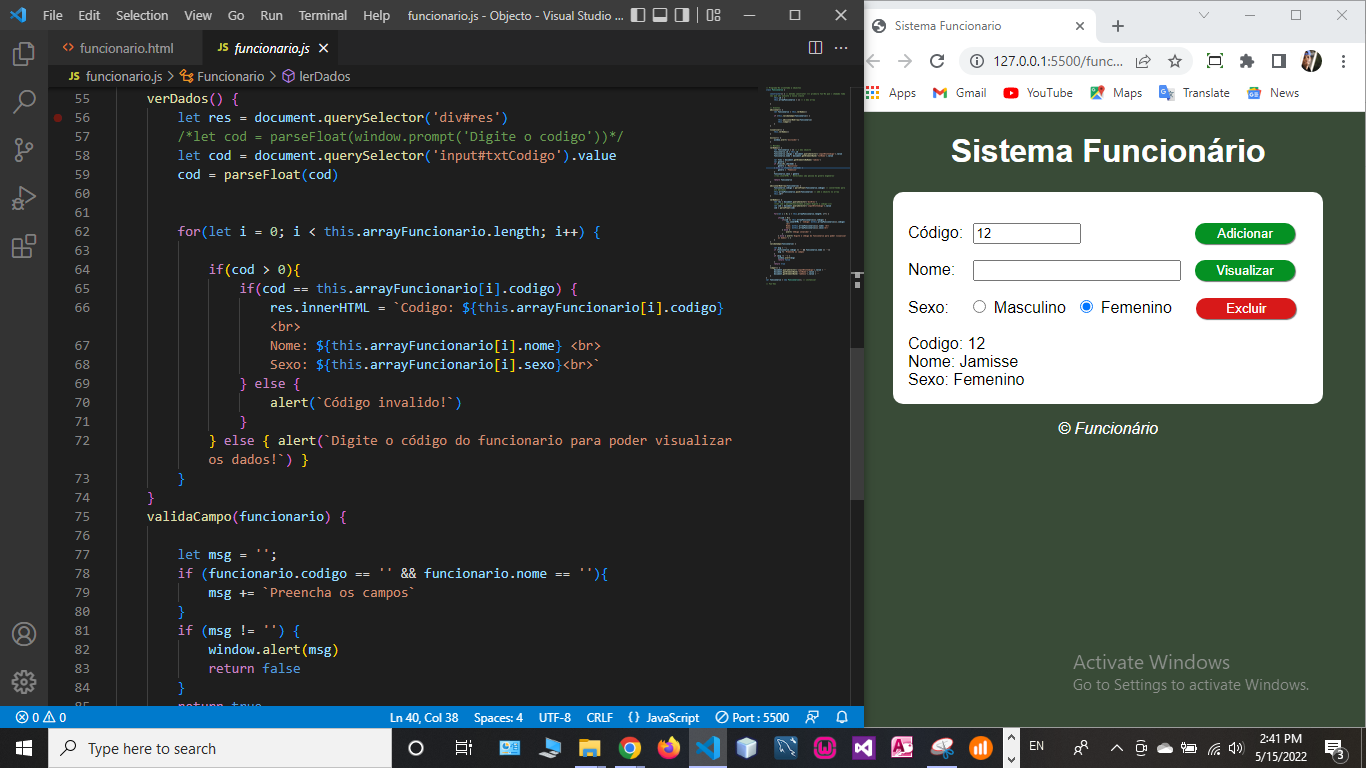 File Edit Selection View Go Run Terminal Help funcionario.js - Objecto - Visual Studio ...
funcionario.html JS funcionario.js
JS funcionario.js > Funcionario > lerDados
55 verDados() {
56 let res = document.querySelector('div#res')
57 /*let cod = parseFloat(window.prompt('Digite o codigo'))*/
58 let cod = document.querySelector('input#txtCodigo').value
59 cod = parseFloat(cod)
60
61
62 for(let i = 0; i < this.arrayFuncionario.length; i++) {
63
64 if(cod > 0){
65 if(cod == this.arrayFuncionario[i].codigo) {
66 res.innerHTML = `Codigo: ${this.arrayFuncionario[i].codigo}
<br>
67 Nome: ${this.arrayFuncionario[i].nome} <br>
68 Sexo: ${this.arrayFuncionario[i].sexo}<br>`
69 } else {
70 alert(`Código invalido!`)
71 }
72 } else { alert(`Digite o código do funcionario para poder visualizar
os dados!`) }
73 }
74 }
75 validaCampo(funcionario) {
76
77 let msg = '';
78 if (funcionario.codigo == '' && funcionario.nome == ''){
79 msg += `Preencha os campos`
80 }
81 if (msg != '') {
82 window.alert(msg)
83 return false
84 }
85 return true
0 0 Ln 40, Col 38 Spaces: 4 UTF-8 CRLF {} JavaScript Port : 5500
Sistema Funcionario
127.0.0.1:5500/func...
Apps Gmail YouTube Maps Translate News
Sistema Funcionário
Código: 12 Adicionar
Nome: Visualizar
Sexo: Masculino Femenino Excluir
Codigo: 12
Nome: Jamisse
Sexo: Femenino
© Funcionário
Activate Windows
Go to Settings to activate Windows.
Type here to search
EN
2:41 PM
5/15/2022
3